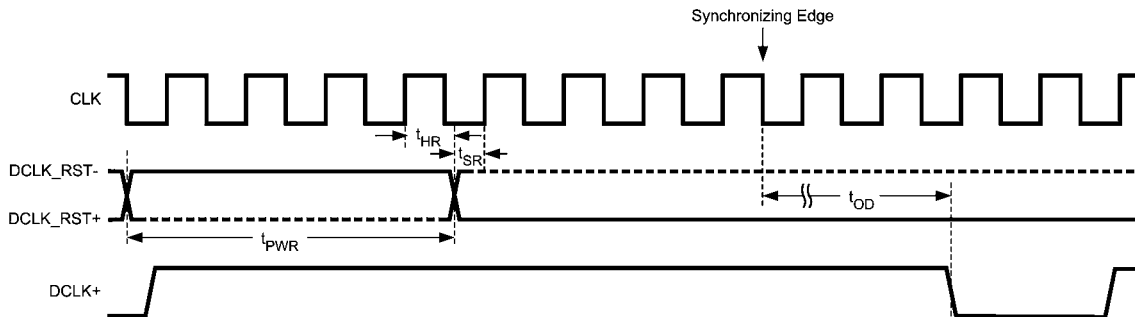 Synchronizing Edge
CLK
tHR
tSR
DCLK_RST-
DCLK_RST+
tOD
tPWR
DCLK+